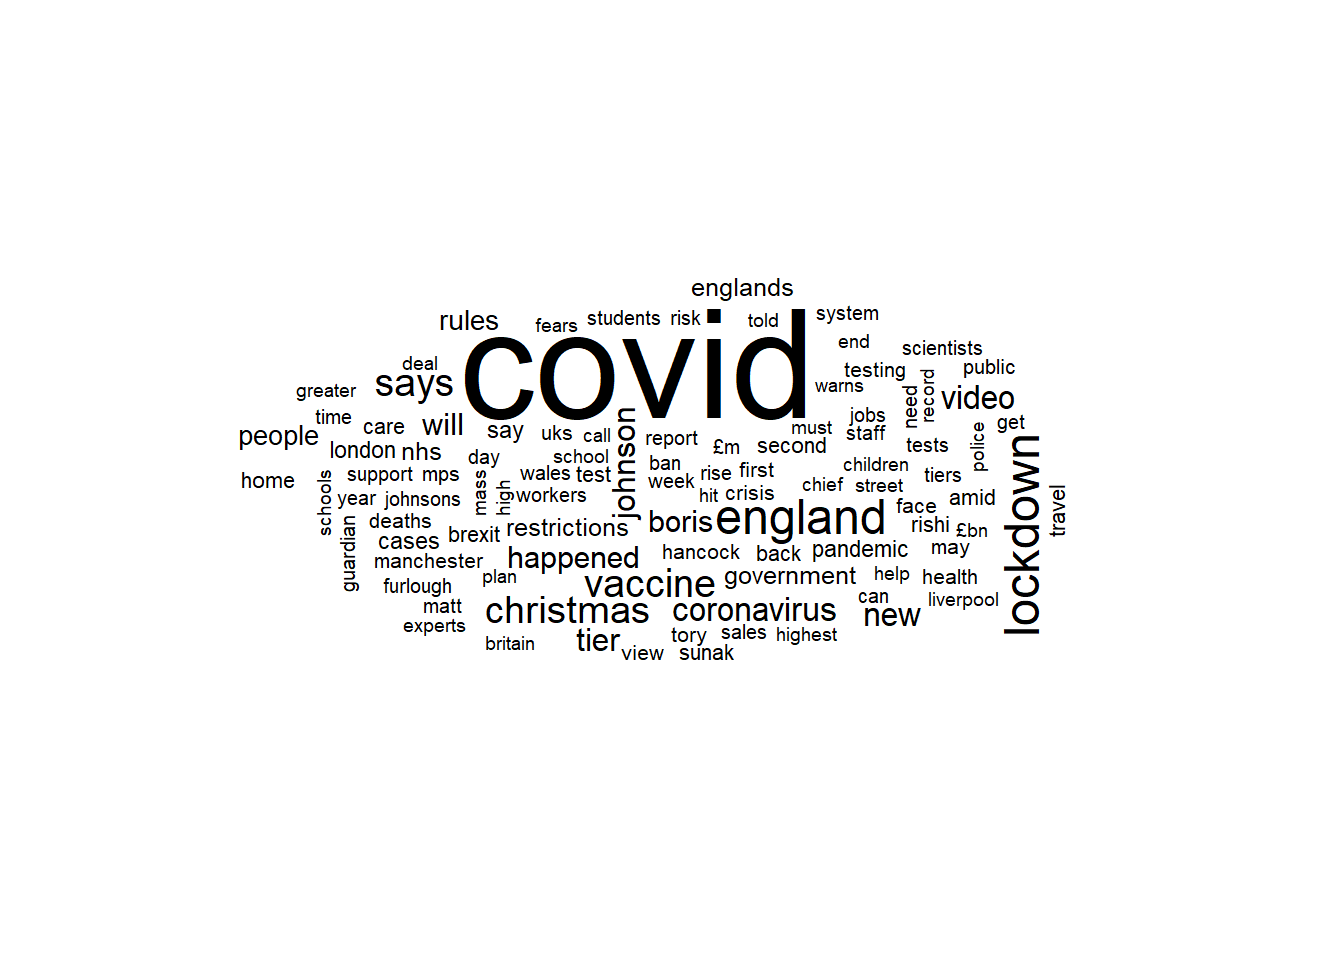 englands
rules
fears
students
risk
told
system
covid
end
scientists
deal
says
greater
testing
public
warns
record
need
video
time
care
will
say
uks
call
johnson
report
£m
second
must
jobs
staff
tests
police
get
people
london
nhs
day
school
ban
week
rise
first
children
tiers
lockdown
home
schools
support
mps
mass
high
wales
test
hit
crisis
chief
street
amid
travel
year
johnsons
workers
face
guardian
deaths
cases
brexit
restrictions
boris
england
rishi
£bn
manchester
happened
hancock
back
pandemic
may
furlough
plan
vaccine
government
help
health
matt
christmas
coronavirus
can
new
liverpool
experts
britain
tier
view
tory
sunak
sales
highest